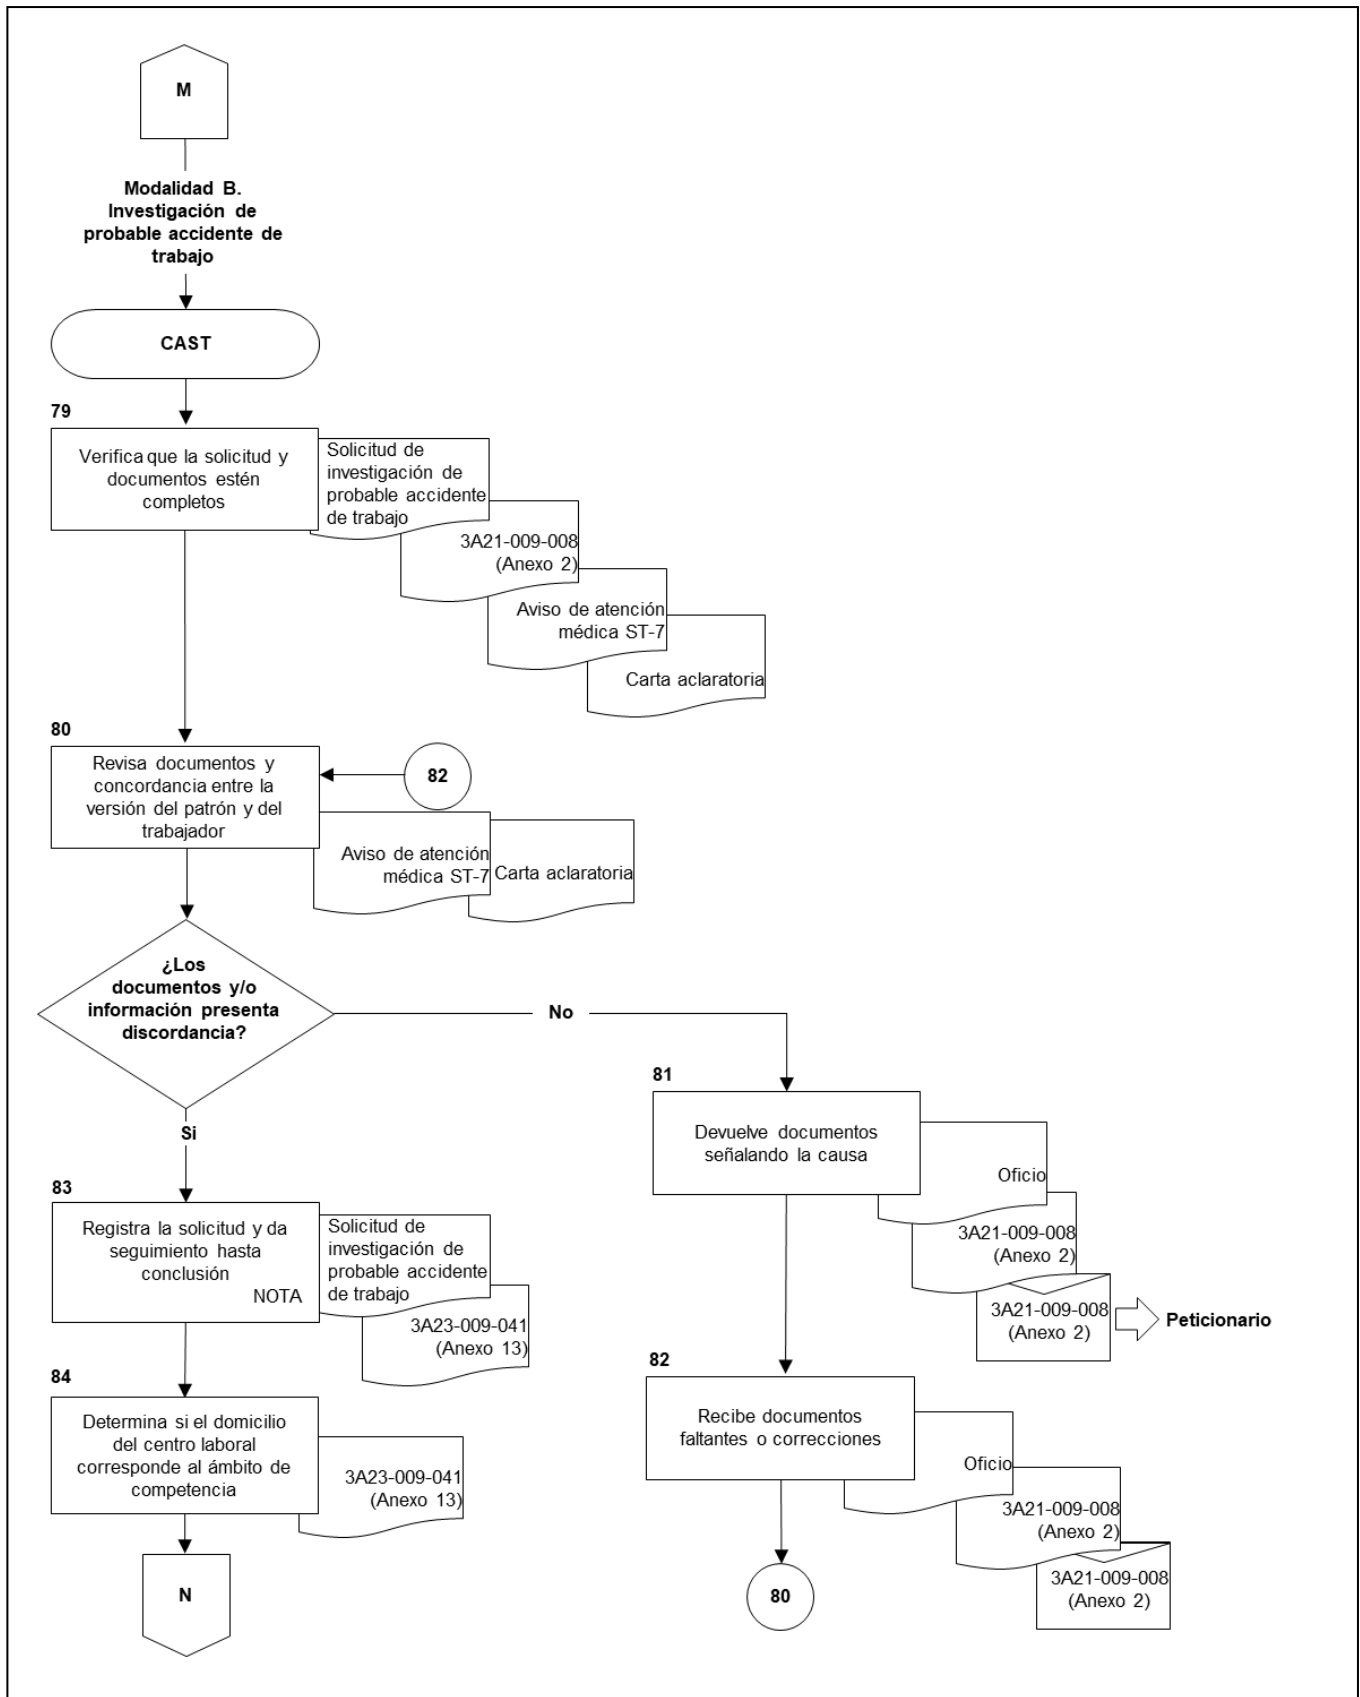 M
Modalidad B.
Investigación de
probable accidente de
trabajo
CAST
79
Verifica que la solicitud y
documentos estén
completos
Solicitud de
investigación de
probable accidente
de trabajo
3A21-009-008
(Anexo 2)
Aviso de atención
médica ST-7
Carta aclaratoria
80
Revisa documentos y
concordancia entre la
versión del patrón y del
trabajador
82
Aviso de atención
médica ST-7
Carta aclaratoria
¿Los
documentos y/o
información presenta
discordancia?
No
Si
81
Devuelve documentos
señalando la causa
Oficio
3A21-009-008
(Anexo 2)
3A21-009-008
(Anexo 2)
Peticionario
82
Recibe documentos
faltantes o correcciones
Oficio
3A21-009-008
(Anexo 2)
3A21-009-008
(Anexo 2)
80
83
Registra la solicitud y da
seguimiento hasta
conclusión
NOTA
Solicitud de
investigación de
probable accidente
de trabajo
3A23-009-041
(Anexo 13)
84
Determina si el domicilio
del centro laboral
corresponde al ámbito de
competencia
3A23-009-041
(Anexo 13)
N